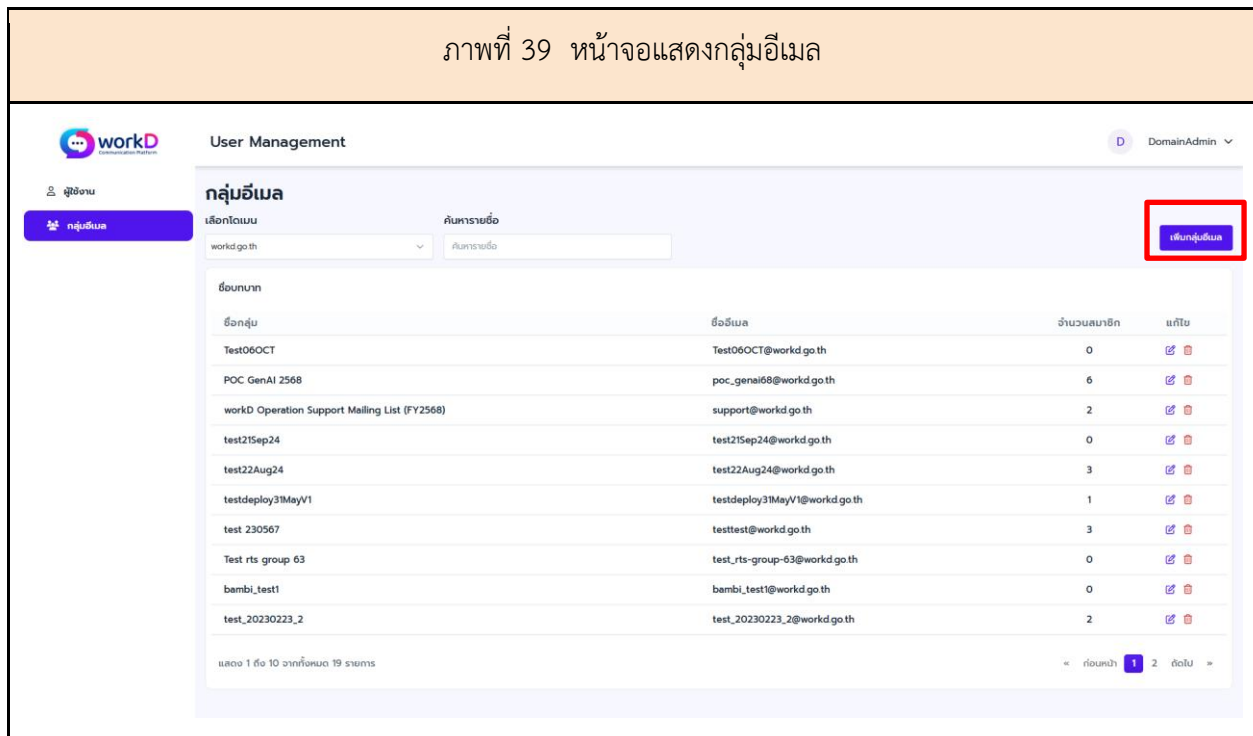 ภาพที่ 39 หน้าจอแสดงกลุ่มอีเมล
workD
Communication Platform
User Management
D DomainAdmin
ผู้ใช้งาน
กลุ่มอีเมล
กลุ่มอีเมล
เลือกโดเมน ค้นหารายชื่อ
workd.go.th ค้นหารายชื่อ
เพิ่มกลุ่มอีเมล
ชื่อบทบาท
ชื่อกลุ่ม ชื่ออีเมล จำนวนสมาชิก แก้ไข
Test06OCT Test06OCT@workd.go.th 0
POC GenAI 2568 poc_genai68@workd.go.th 6
workD Operation Support Mailing List (FY2568) support@workd.go.th 2
test21Sep24 test21Sep24@workd.go.th 0
test22Aug24 test22Aug24@workd.go.th 3
testdeploy31MayV1 testdeploy31MayV1@workd.go.th 1
test 230567 testtest@workd.go.th 3
Test rts group 63 test_rts-group-63@workd.go.th 0
bambi_test1 bambi_test1@workd.go.th 0
test_20230223_2 test_20230223_2@workd.go.th 2
แสดง 1 ถึง 10 จากทั้งหมด 19 รายการ « ก่อนหน้า 1 2 ถัดไป »